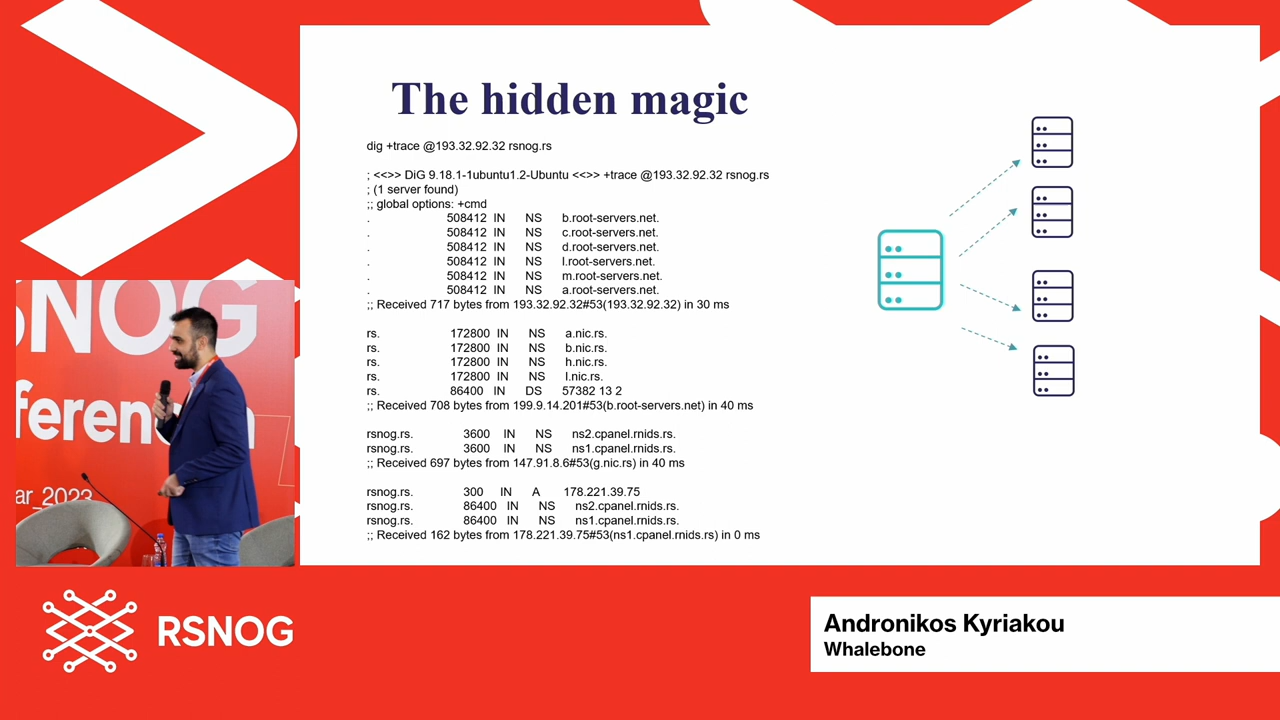 The hidden magic
dig +trace @193.32.92.32 rsnog.rs
; <<>> DiG 9.18.1-1ubuntu1.2-Ubuntu <<>> +trace @193.32.92.32 rsnog.rs
; (1 server found)
;; global options: +cmd
. 508412 IN NS b.root-servers.net.
. 508412 IN NS c.root-servers.net.
. 508412 IN NS d.root-servers.net.
. 508412 IN NS l.root-servers.net.
. 508412 IN NS m.root-servers.net.
. 508412 IN NS a.root-servers.net.
;; Received 717 bytes from 193.32.92.32#53(193.32.92.32) in 30 ms
rs. 172800 IN NS a.nic.rs.
rs. 172800 IN NS b.nic.rs.
rs. 172800 IN NS h.nic.rs.
rs. 172800 IN NS l.nic.rs.
rs. 86400 IN DS 57382 13 2
;; Received 708 bytes from 199.9.14.201#53(b.root-servers.net) in 40 ms
rsnog.rs. 3600 IN NS ns2.cpanel.rnids.rs.
rsnog.rs. 3600 IN NS ns1.cpanel.rnids.rs.
;; Received 697 bytes from 147.91.8.6#53(g.nic.rs) in 40 ms
rsnog.rs. 300 IN A 178.221.39.75
rsnog.rs. 86400 IN NS ns2.cpanel.rnids.rs.
rsnog.rs. 86400 IN NS ns1.cpanel.rnids.rs.
;; Received 162 bytes from 178.221.39.75#53(ns1.cpanel.rnids.rs) in 0 ms
SNOG
feren
ar_2023
RSNOG
Andronikos Kyriakou
Whalebone